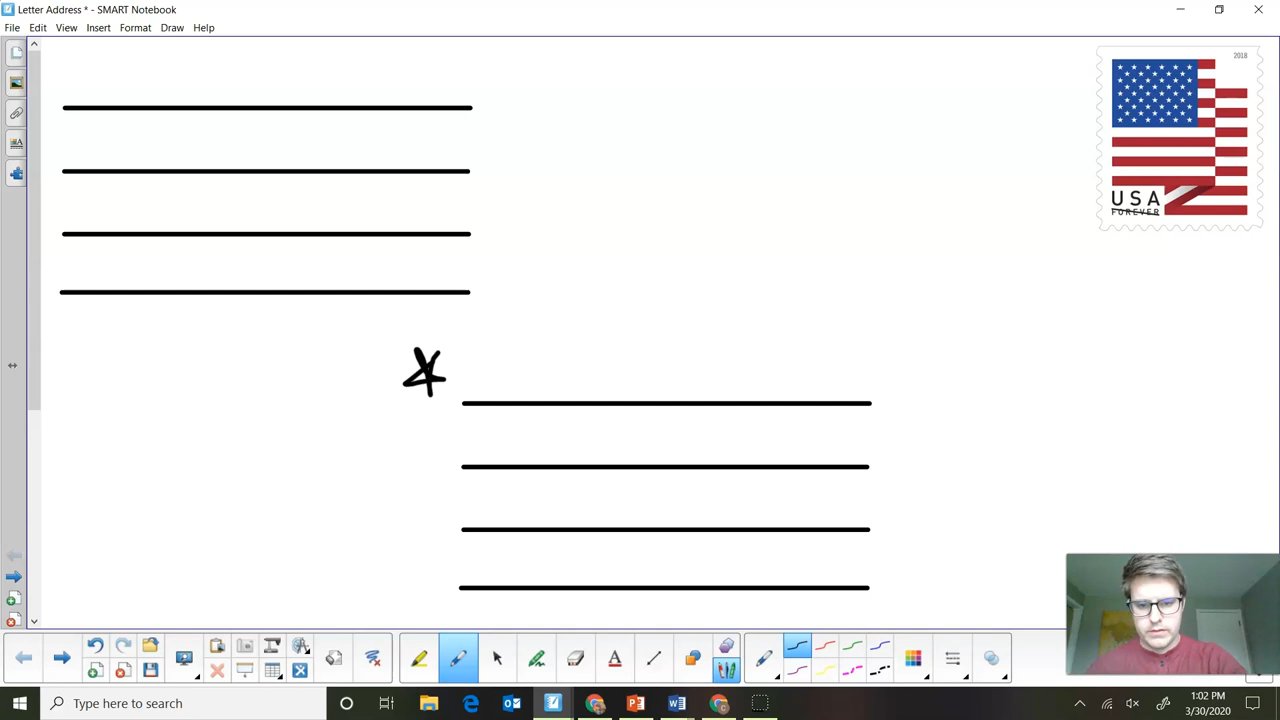 Letter Address * - SMART Notebook
File Edit View Insert Format Draw Help
2018
USA
FOREVER
Type here to search
1:02 PM
3/30/2020